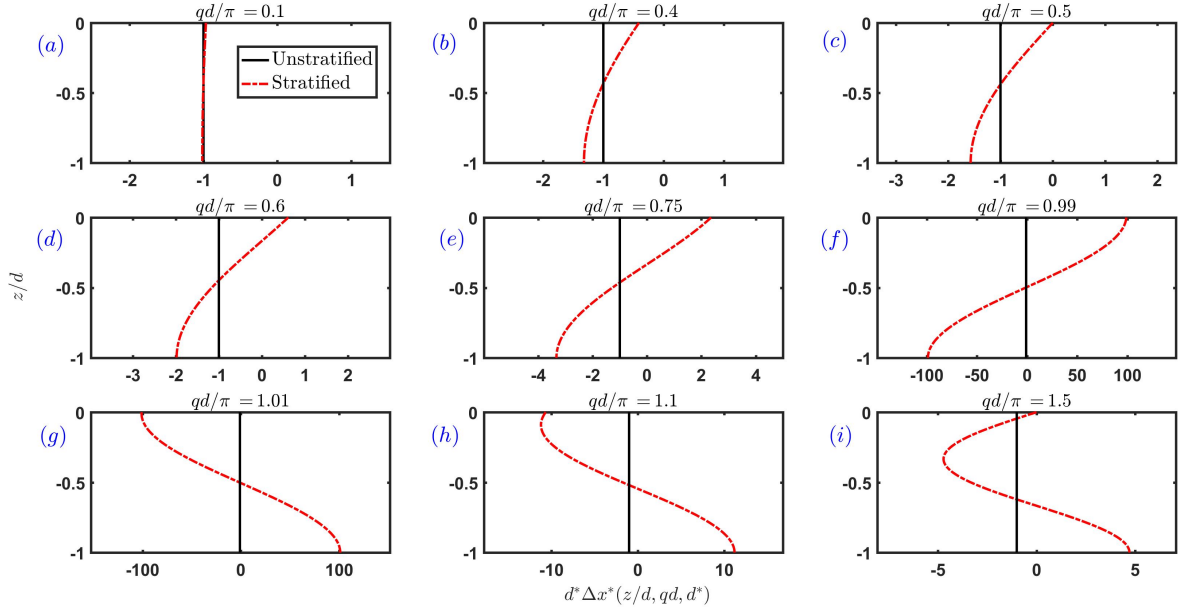 qd/π = 0.1
qd/π = 0.4
qd/π = 0.5
(a)
(b)
(c)
Unstratified
Stratified
0
-0.5
-1
-2 -1 0 1
0
-0.5
-1
-2 -1 0 1
0
-0.5
-1
-3 -2 -1 0 1 2
qd/π = 0.6
qd/π = 0.75
qd/π = 0.99
(d)
(e)
(f)
z/d
0
-0.5
-1
-3 -2 -1 0 1 2
0
-0.5
-1
-4 -2 0 2 4
0
-0.5
-1
-100 -50 0 50 100
qd/π = 1.01
qd/π = 1.1
qd/π = 1.5
(g)
(h)
(i)
0
-0.5
-1
-100 0 100
0
-0.5
-1
-10 0 10
0
-0.5
-1
-5 0 5
d*Δx*(z/d, qd, d*)